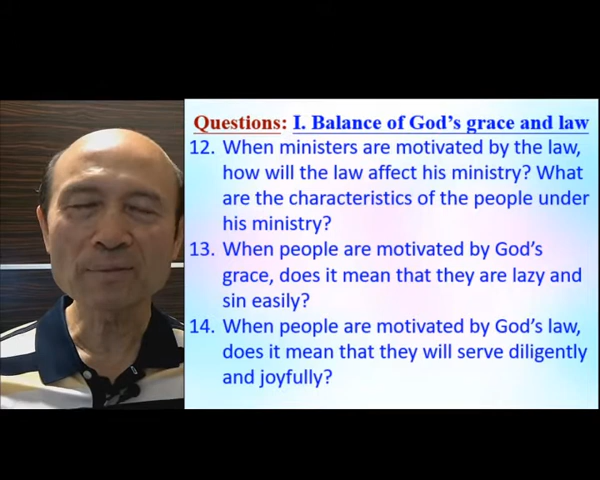 Questions: I. Balance of God's grace and law
12. When ministers are motivated by the law,
how will the law affect his ministry? What
are the characteristics of the people under
his ministry?
13. When people are motivated by God's
grace, does it mean that they are lazy and
sin easily?
14. When people are motivated by God's law,
does it mean that they will serve diligently
and joyfully?